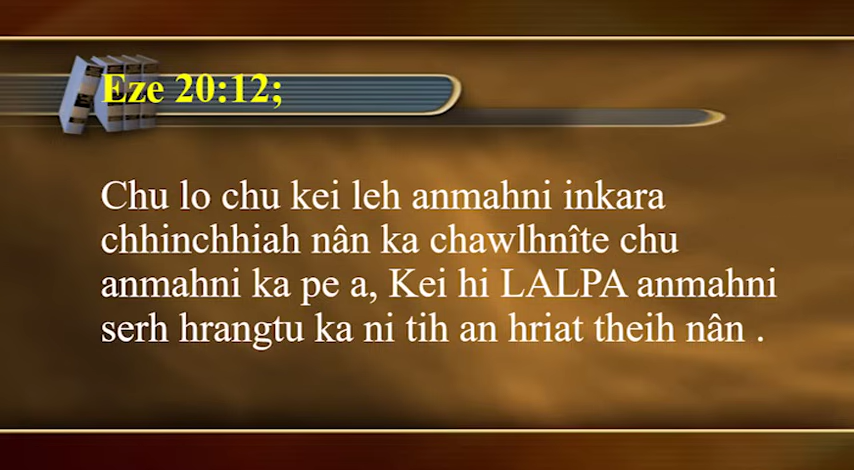 Eze 20:12;
Chu lo chu kei leh anmahni inkara
chhinchhiah nân ka chawlhnîte chu
anmahni ka pe a, Kei hi LALPA anmahni
serh hrangtu ka ni tih an hriat theih nân .